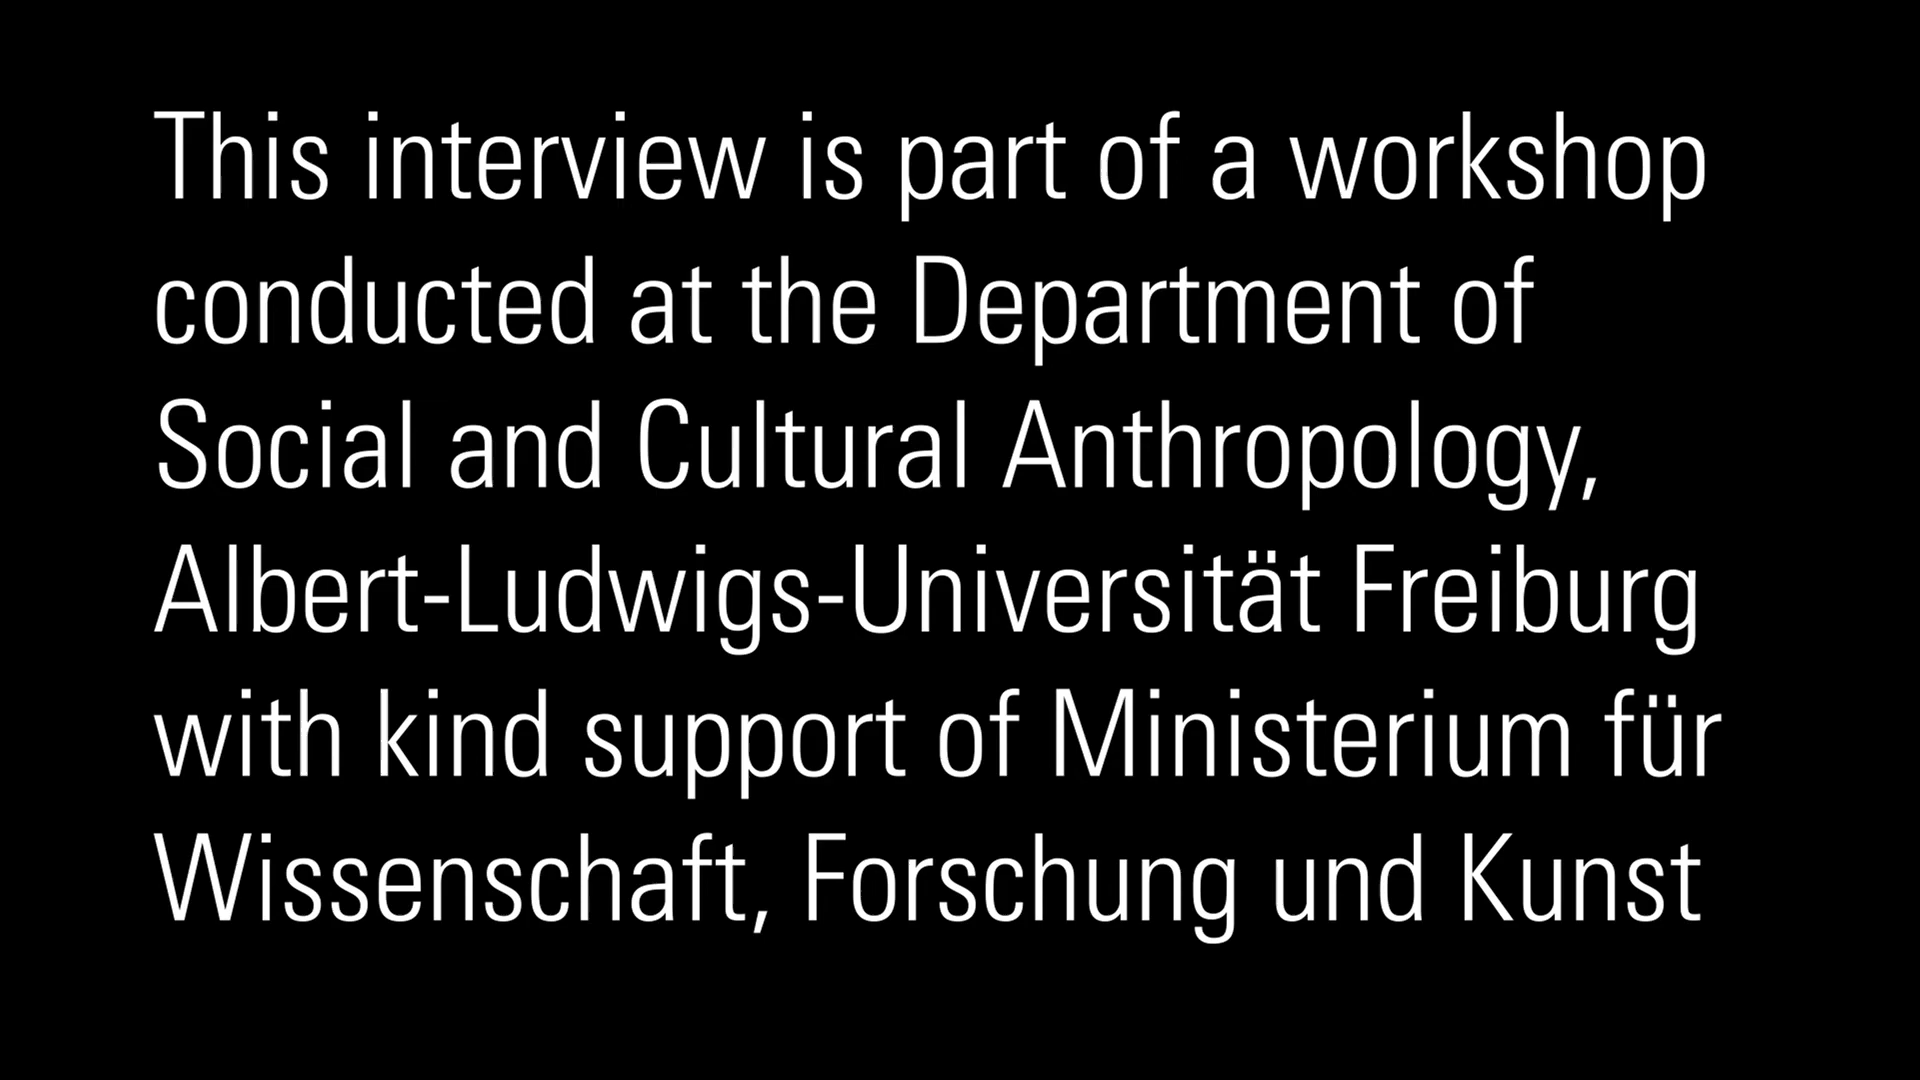 This interview is part of a workshop
conducted at the Department of
Social and Cultural Anthropology,
Albert-Ludwigs-Universität Freiburg
with kind support of Ministerium für
Wissenschaft, Forschung und Kunst